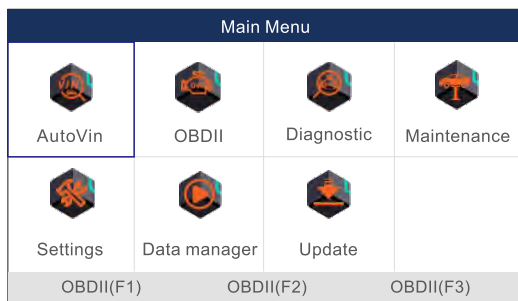 Main Menu
AutoVin OBDII Diagnostic Maintenance
Settings Data manager Update
OBDII(F1) OBDII(F2) OBDII(F3)